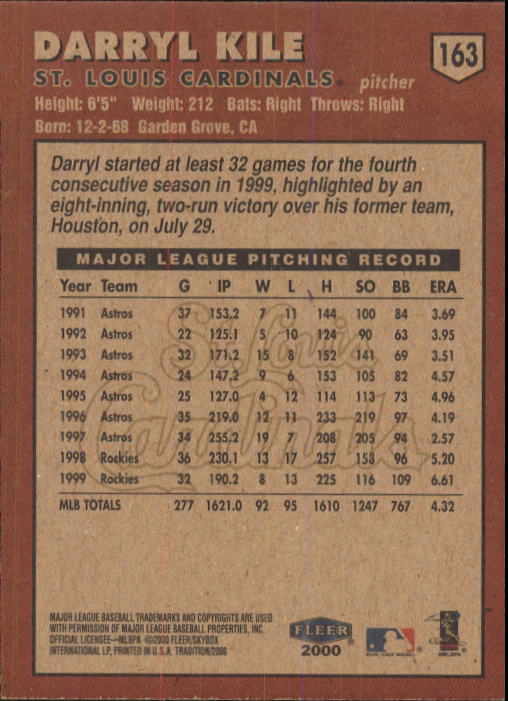 DARRYL KILE
163
ST. LOUIS CARDINALS® pitcher
Height: 6'5" Weight: 212 Bats: Right Throws: Right
Born: 12-2-68 Garden Grove, CA
Darryl started at least 32 games for the fourth
consecutive season in 1999, highlighted by an
eight-inning, two-run victory over his former team,
Houston, on July 29.
MAJOR LEAGUE PITCHING RECORD
Year Team G IP W L H SO BB ERA
1991 Astros 37 153.2 7 11 144 100 84 3.69
1992 Astros 22 125.1 5 10 124 90 63 3.95
1993 Astros 32 171.2 15 8 152 141 69 3.51
1994 Astros 24 147.2 9 6 153 105 82 4.57
1995 Astros 25 127.0 4 12 114 113 73 4.96
1996 Astros 35 219.0 12 11 233 219 97 4.19
1997 Astros 34 255.2 19 7 208 205 94 2.57
1998 Rockies 36 230.1 13 17 257 158 96 5.20
1999 Rockies 32 190.2 8 13 225 116 109 6.61
MLB TOTALS 277 1621.0 92 95 1610 1247 767 4.32
St. Louis
Cardinals
MAJOR LEAGUE BASEBALL TRADEMARKS AND COPYRIGHTS ARE USED
WITH PERMISSION OF MAJOR LEAGUE BASEBALL PROPERTIES, INC.
OFFICIAL LICENSEE—MLBPA ©2000 FLEER/SKYBOX
INTERNATIONAL LP, PRINTED IN U.S.A. TRADITION/2000
FLEER
2000
MAJOR LEAGUE BASEBALL